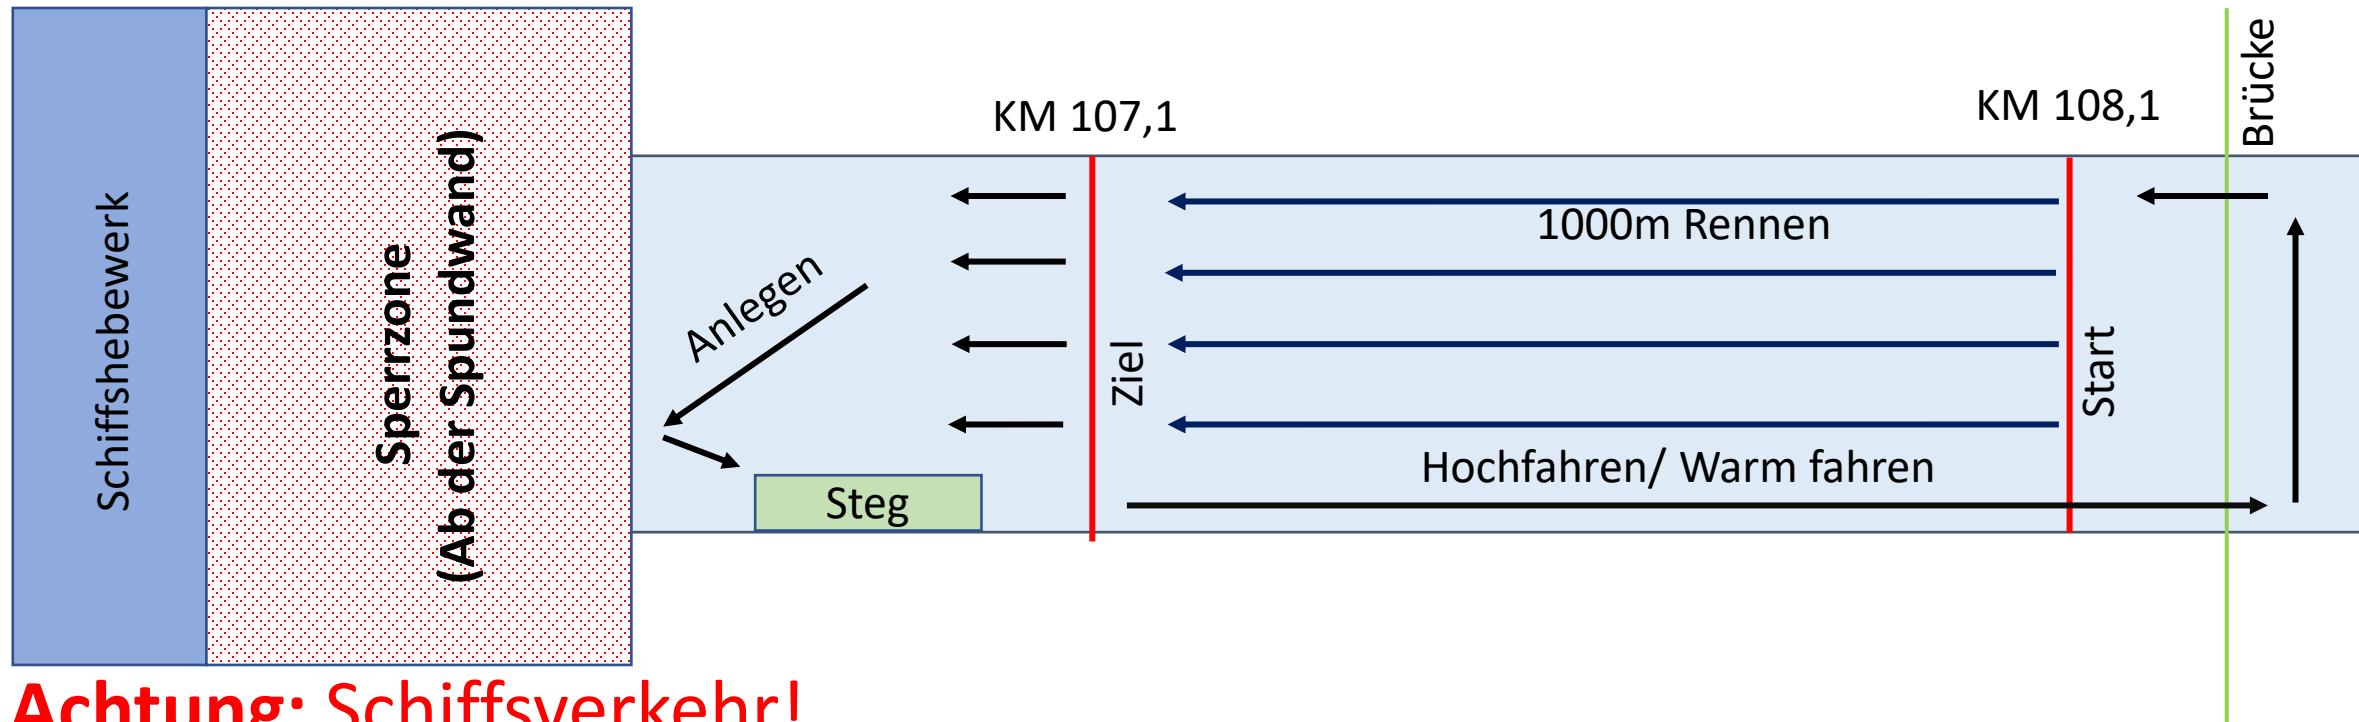 Schiffshebewerk
Sperrzone
(Ab der Spundwand)
Anlegen
Steg
KM 107,1
Ziel
1000m Rennen
Hochfahren/ Warm fahren
KM 108,1
Start
Brücke
Achtung: Schiffsverkehr!